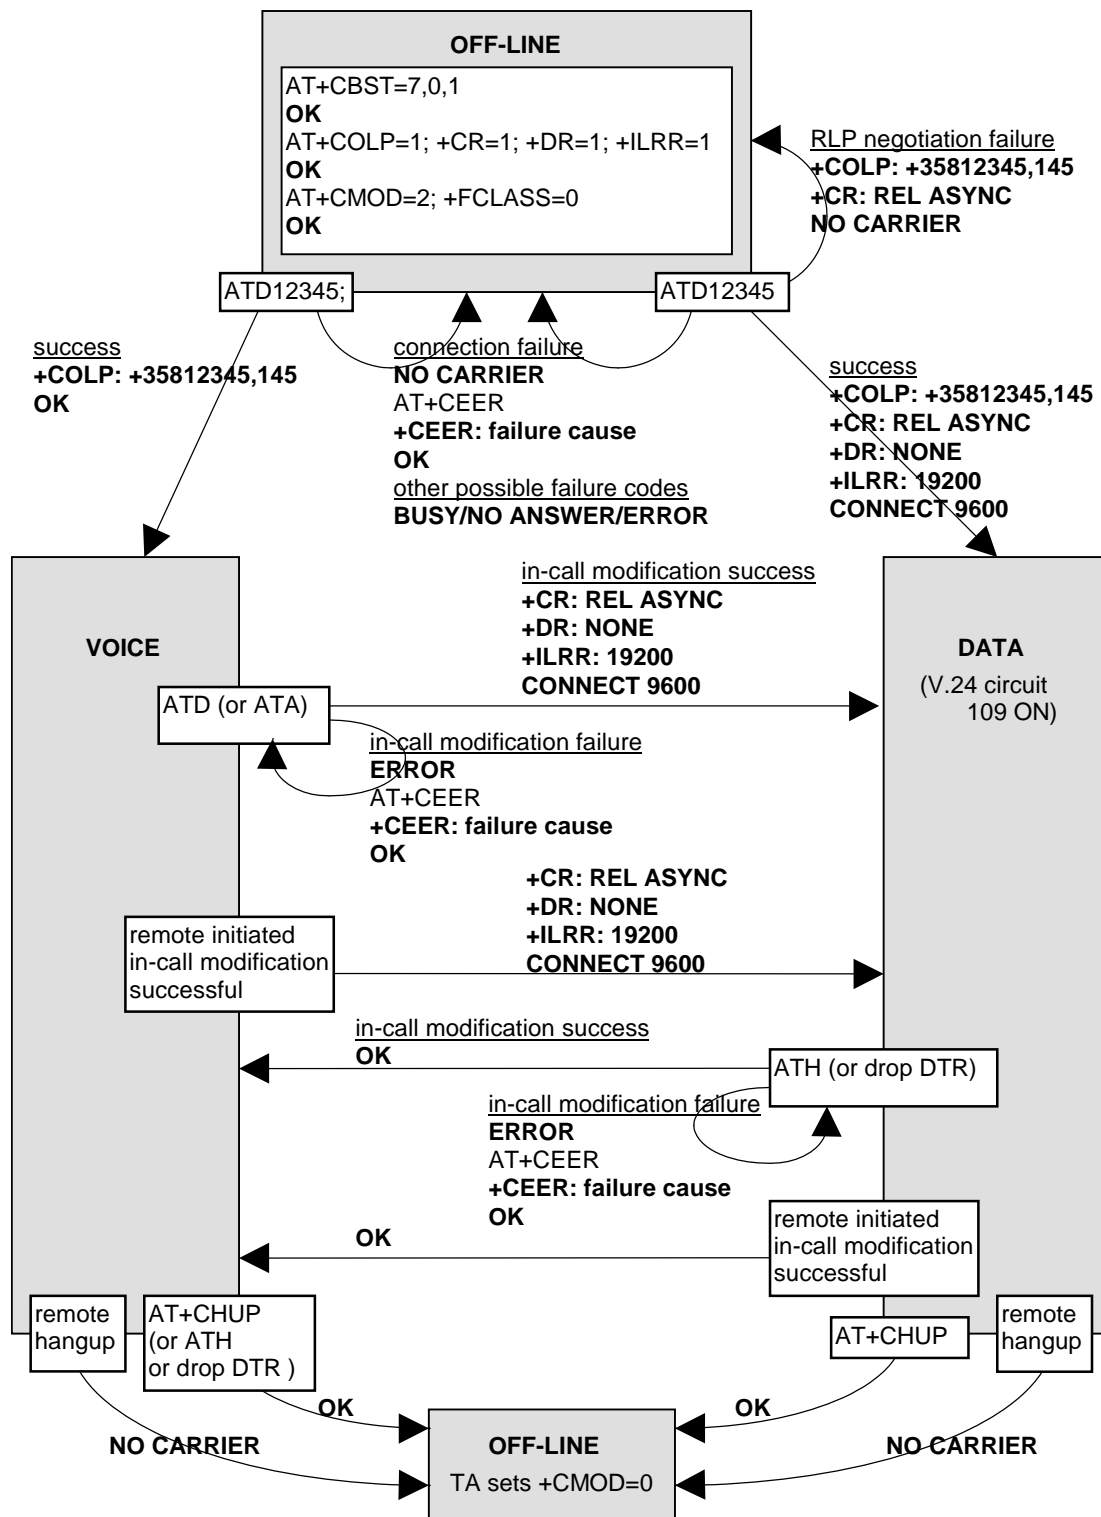 OFF-LINE
AT+CBST=7,0,1
OK
AT+COLP=1; +CR=1; +DR=1; +ILRR=1
OK
AT+CMOD=2; +FCLASS=0
OK
RLP negotiation failure
+COLP: +35812345,145
+CR: REL ASYNC
NO CARRIER
ATD12345;
ATD12345
success
+COLP: +35812345,145
OK
connection failure
NO CARRIER
AT+CEER
+CEER: failure cause
OK
other possible failure codes
BUSY/NO ANSWER/ERROR
success
+COLP: +35812345,145
+CR: REL ASYNC
+DR: NONE
+ILRR: 19200
CONNECT 9600
VOICE
DATA
(V.24 circuit
109 ON)
in-call modification success
+CR: REL ASYNC
+DR: NONE
+ILRR: 19200
CONNECT 9600
ATD (or ATA)
in-call modification failure
ERROR
AT+CEER
+CEER: failure cause
OK
+CR: REL ASYNC
+DR: NONE
+ILRR: 19200
CONNECT 9600
remote initiated
in-call modification
successful
in-call modification success
OK
ATH (or drop DTR)
in-call modification failure
ERROR
AT+CEER
+CEER: failure cause
OK
OK
remote initiated
in-call modification
successful
remote
hangup
AT+CHUP
(or ATH
or drop DTR )
AT+CHUP
remote
hangup
OK
OK
NO CARRIER
NO CARRIER
OFF-LINE
TA sets +CMOD=0